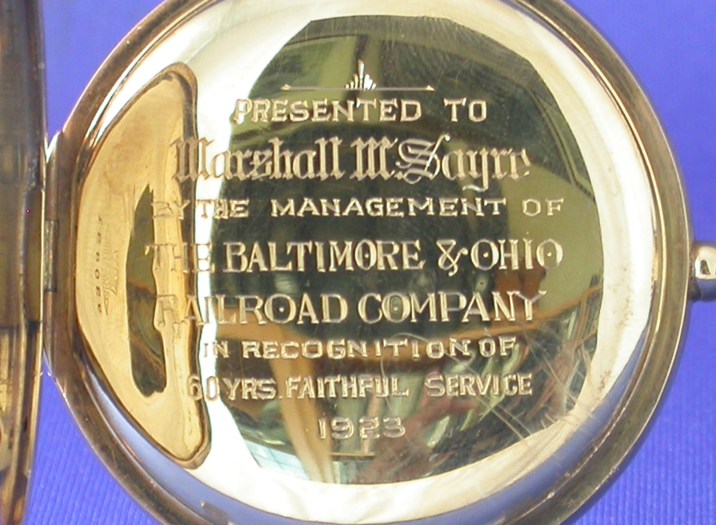 PRESENTED TO
Marshall M. Sayre
BY THE MANAGEMENT OF
THE BALTIMORE & OHIO
RAILROAD COMPANY
IN RECOGNITION OF
60 YRS. FAITHFUL SERVICE
1923